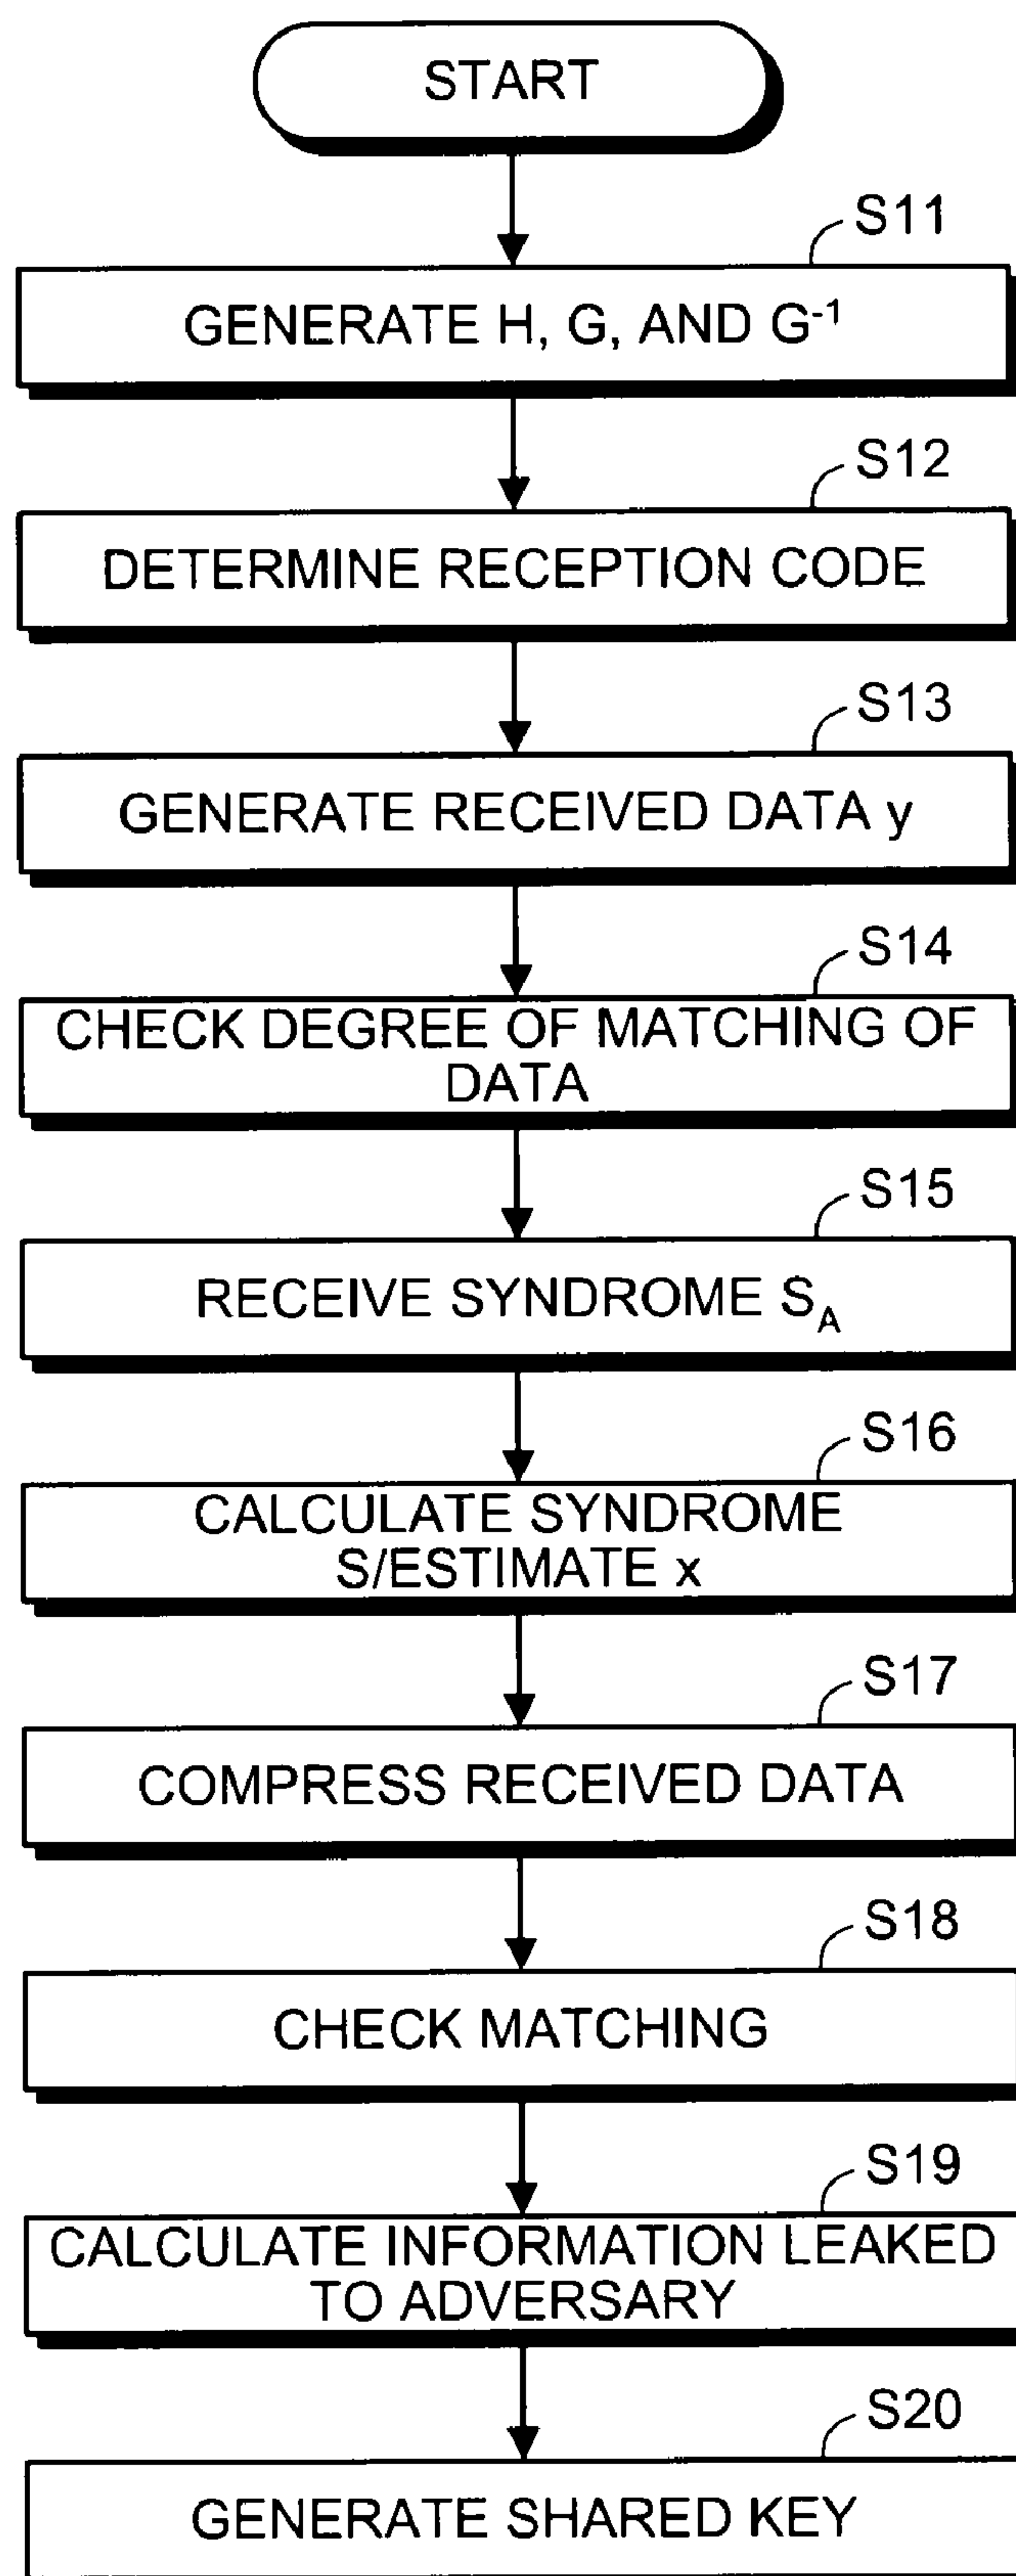 START
S11
GENERATE H, G, AND G⁻¹
S12
DETERMINE RECEPTION CODE
S13
GENERATE RECEIVED DATA y
S14
CHECK DEGREE OF MATCHING OF
DATA
S15
RECEIVE SYNDROME S_A
S16
CALCULATE SYNDROME
S/ESTIMATE x
S17
COMPRESS RECEIVED DATA
S18
CHECK MATCHING
S19
CALCULATE INFORMATION LEAKED
TO ADVERSARY
S20
GENERATE SHARED KEY